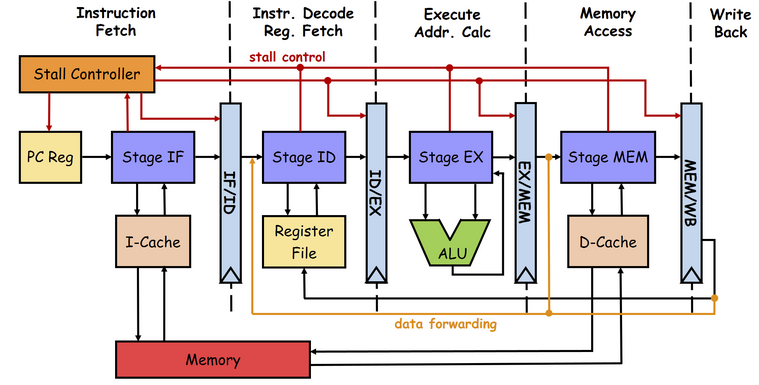 Instruction
Fetch
Instr. Decode
Reg. Fetch
Execute
Addr. Calc
Memory
Access
Write
Back
stall control
Stall Controller
PC Reg
Stage IF
IF/ID
Stage ID
ID/EX
Stage EX
EX/MEM
Stage MEM
MEM/WB
I-Cache
Register
File
ALU
D-Cache
data forwarding
Memory